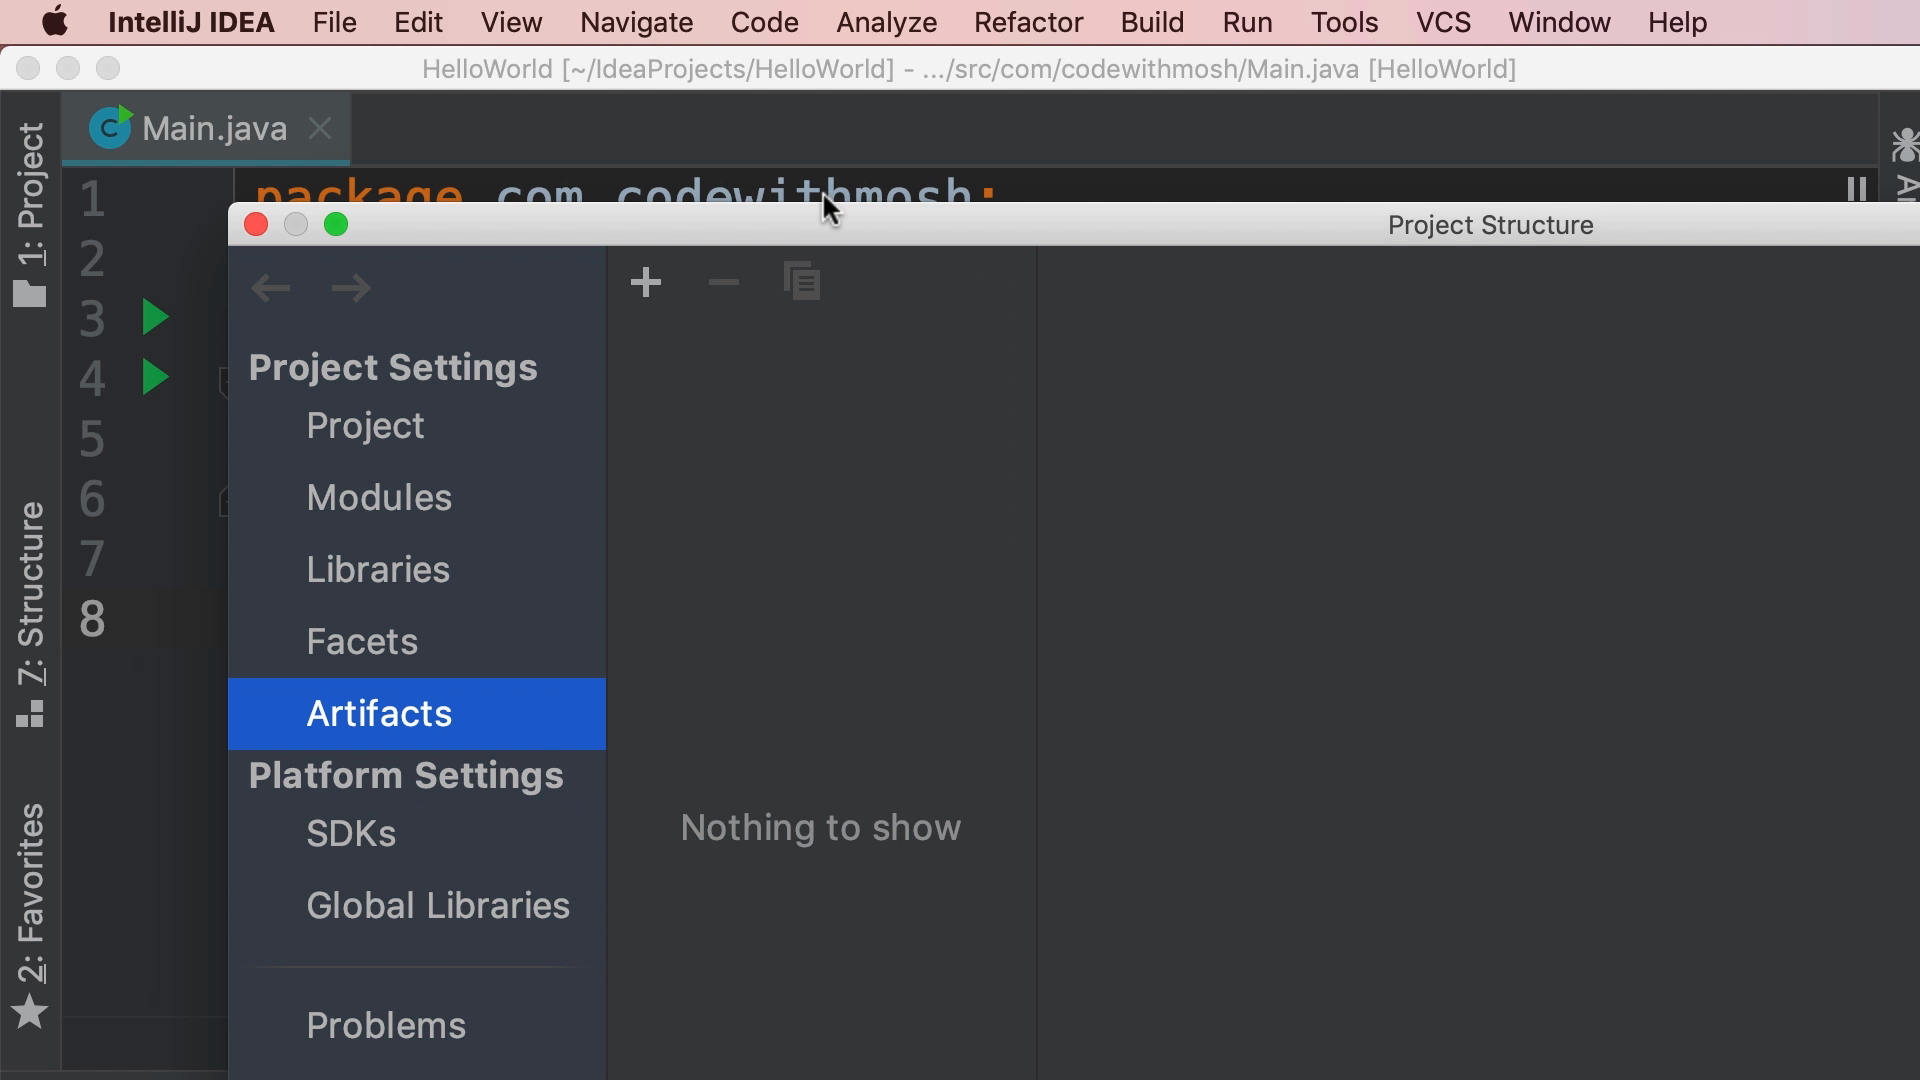 IntelliJ IDEA File Edit View Navigate Code Analyze Refactor Build Run Tools VCS Window Help
HelloWorld [~/IdeaProjects/HelloWorld] - .../src/com/codewithmosh/Main.java [HelloWorld]
Main.java
1 package com.codewithmosh;
Project Structure
2
3
4
5
6
7
8
1: Project
7: Structure
2: Favorites
Project Settings
Project
Modules
Libraries
Facets
Artifacts
Platform Settings
SDKs
Global Libraries
Problems
Nothing to show